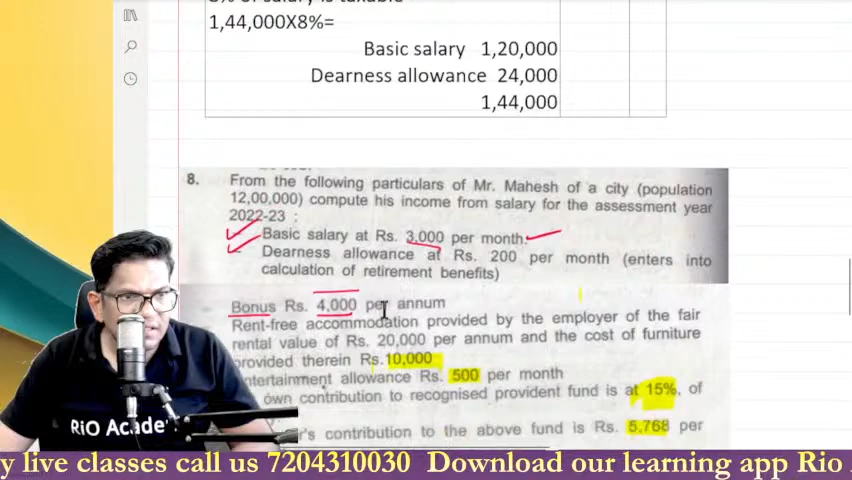 1,44,000X8%=
Basic salary 1,20,000
Dearness allowance 24,000
1,44,000
8. From the following particulars of Mr. Mahesh of a city (population
12,00,000) compute his income from salary for the assessment year
2022-23 :
Basic salary at Rs. 3,000 per month.
Dearness allowance at Rs. 200 per month (enters into
calculation of retirement benefits)
Bonus Rs. 4,000 per annum
Rent-free accommodation provided by the employer of the fair
rental value of Rs. 20,000 per annum and the cost of furniture
provided therein Rs.10,000
ntertainment allowance Rs. 500 per month
own contribution to recognised provident fund is at 15%, of
r's contribution to the above fund is Rs. 5,768 per
RiO Acade
y live classes call us 7204310030 Download our learning app Rio